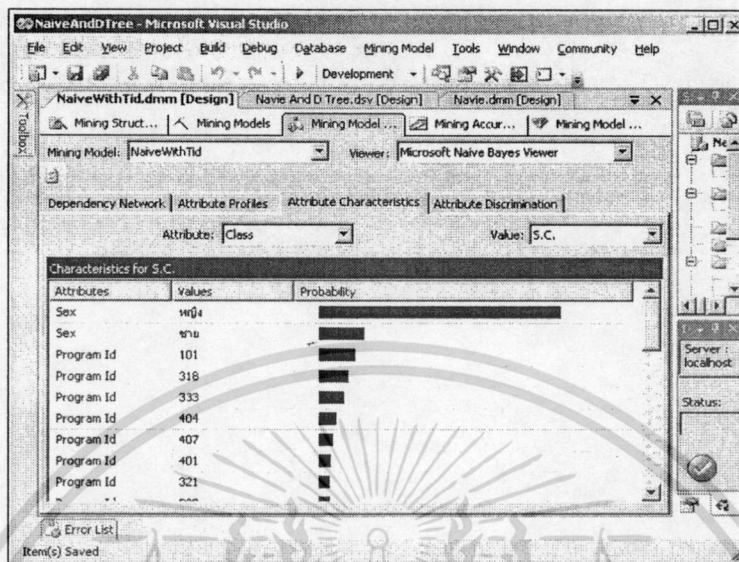 NaiveAndDTree - Microsoft Visual Studio
File Edit View Project Build Debug Database Mining Model Tools Window Community Help
Development
NaiveWithTid.dmm [Design] Navie And D Tree.dsv [Design] Navie.dmm [Design]
Toolbox
Mining Struct... Mining Models Mining Model ... Mining Accur... Mining Model ...
Mining Model: NaiveWithTid Viewer: Microsoft Naive Bayes Viewer
Dependency Network Attribute Profiles Attribute Characteristics Attribute Discrimination
Attribute: Class Value: S.C.
Characteristics for S.C.
Attributes Values Probability
Sex หญิง
Sex ชาย
Program Id 101
Program Id 318
Program Id 333
Program Id 404
Program Id 407
Program Id 401
Program Id 321
Server :
localhost
Status:
Error List
Item(s) Saved